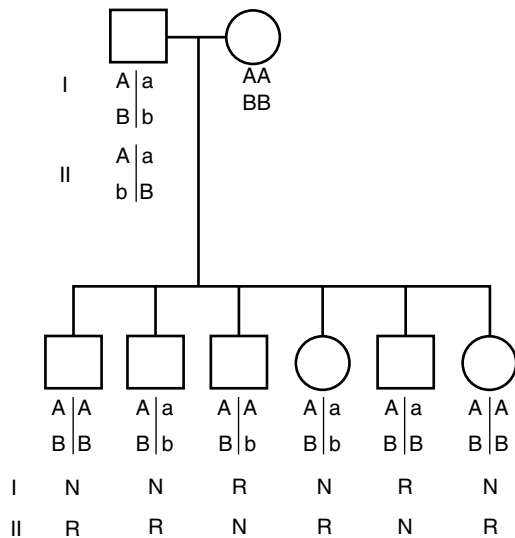 I A | a AA
B | b BB
II A | a
b | B
A | A A | a A | A A | a A | a A | A
B | B B | b B | b B | b B | B B | B
I N N R N R N
II R R N R N R